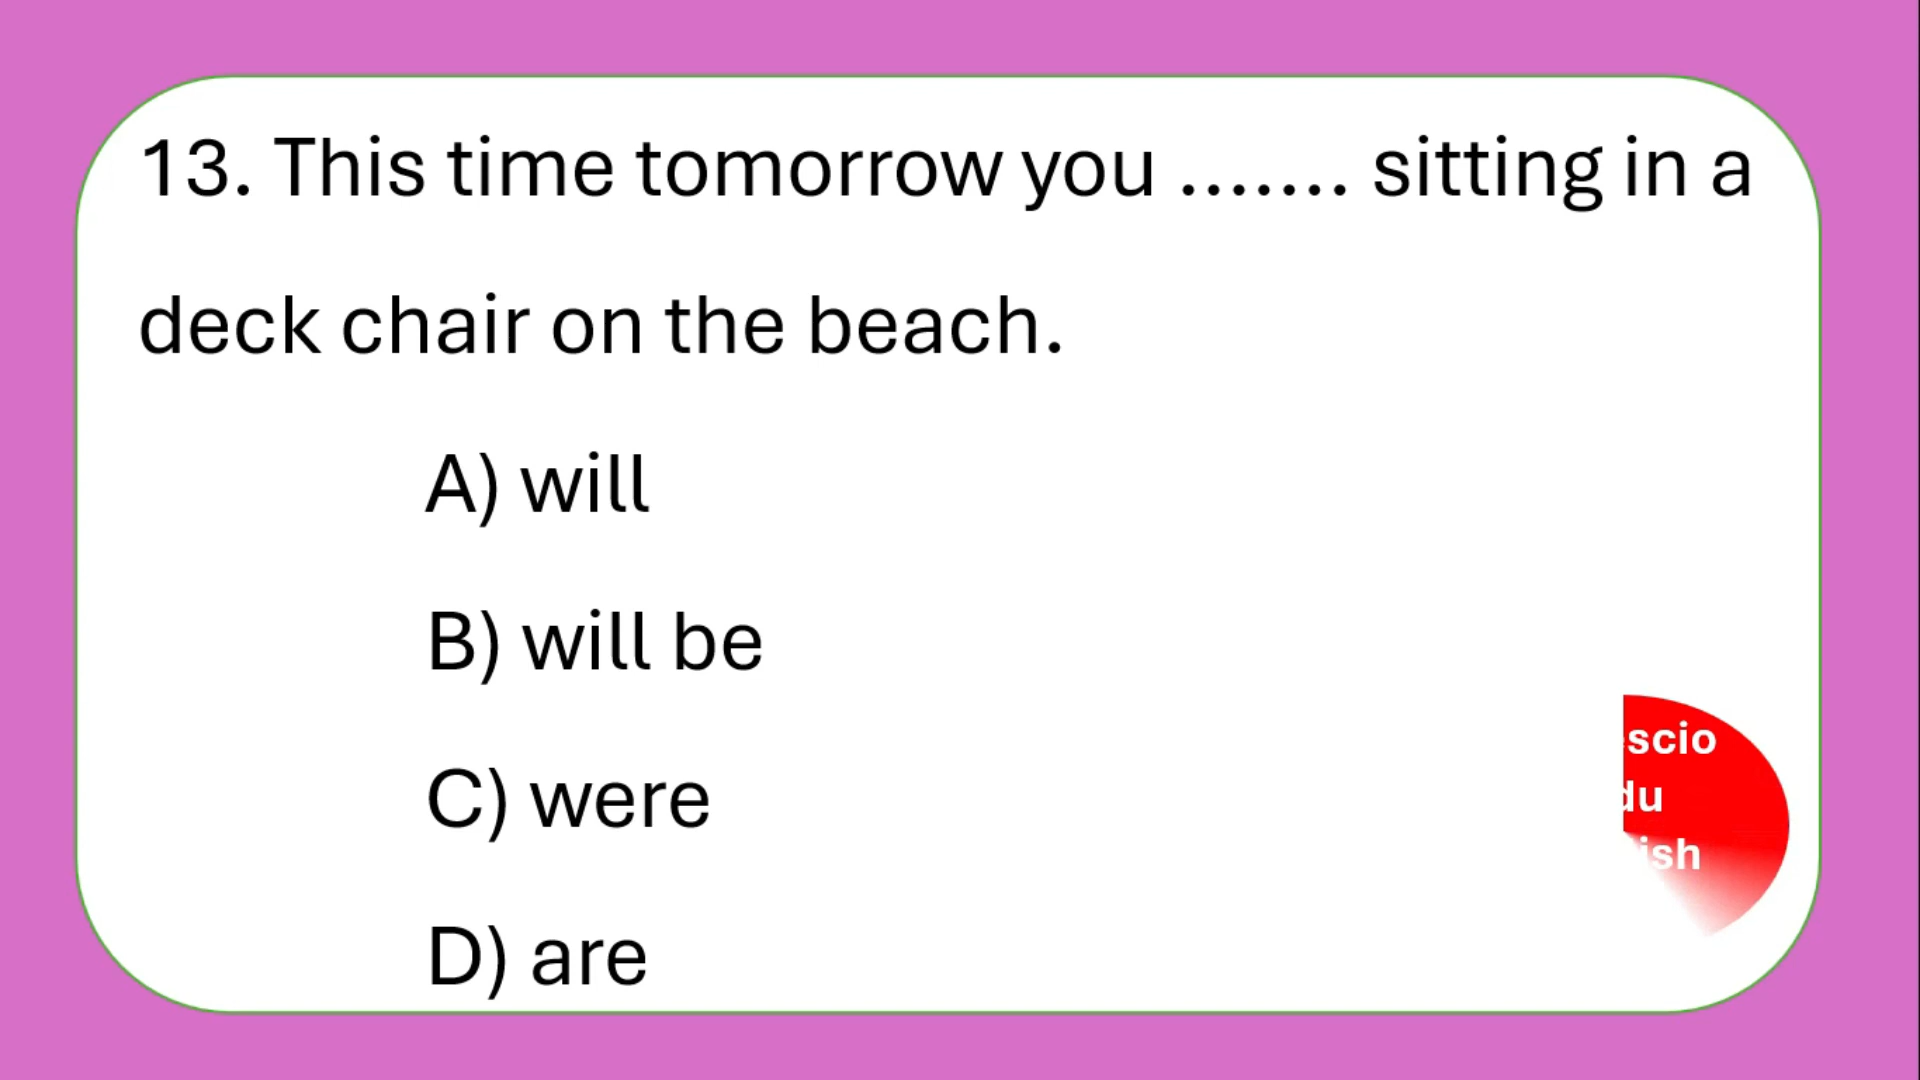 13. This time tomorrow you ....... sitting in a
deck chair on the beach.
A) will
B) will be
C) were
D) are